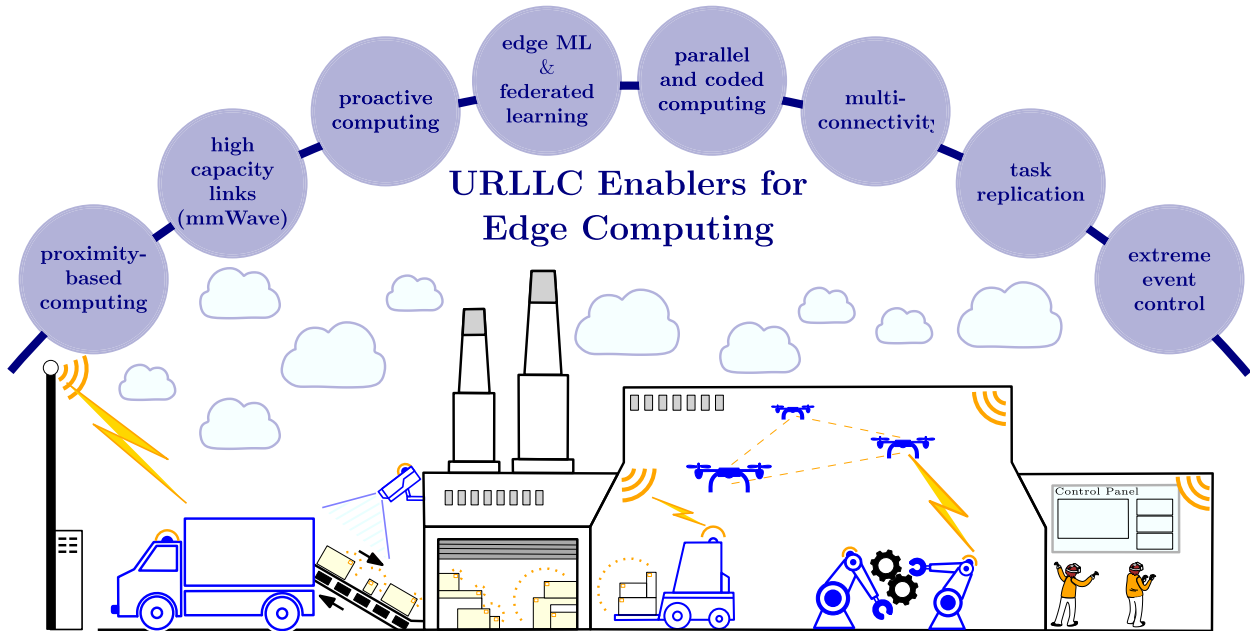 proximity-
based
computing
high
capacity
links
(mmWave)
proactive
computing
edge ML
&
federated
learning
parallel
and coded
computing
multi-
connectivity
task
replication
extreme
event
control
URLLC Enablers for
Edge Computing
Control Panel